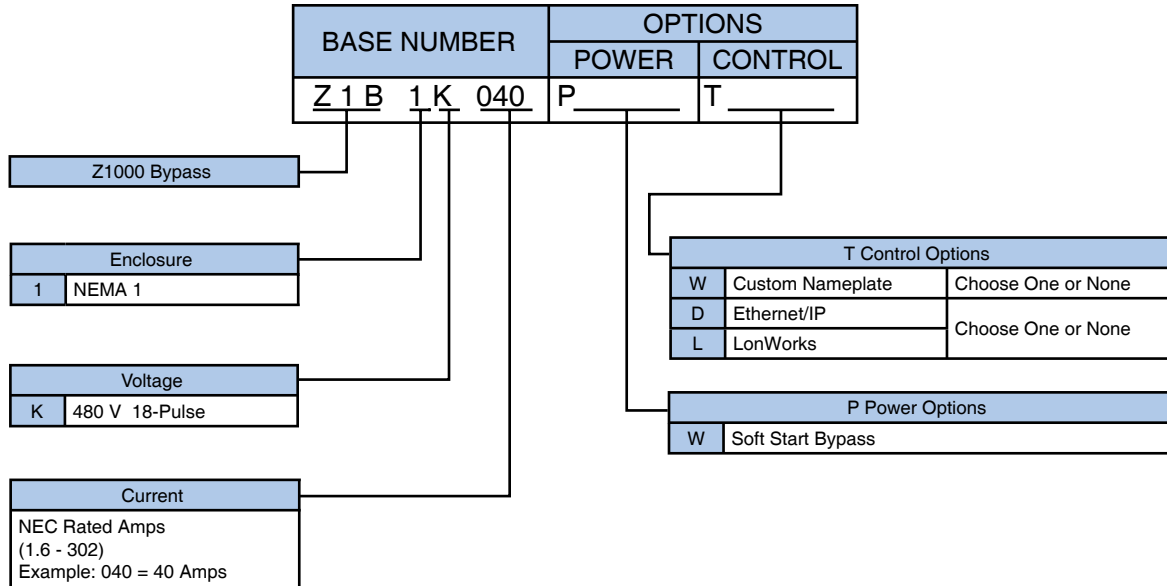 BASE NUMBER
OPTIONS
POWER
CONTROL
Z 1 B 1 K 040
P
T
Z1000 Bypass
Enclosure
1 NEMA 1
Voltage
K 480 V 18-Pulse
Current
NEC Rated Amps
(1.6 - 302)
Example: 040 = 40 Amps
T Control Options
W Custom Nameplate Choose One or None
D Ethernet/IP
Choose One or None
L LonWorks
P Power Options
W Soft Start Bypass